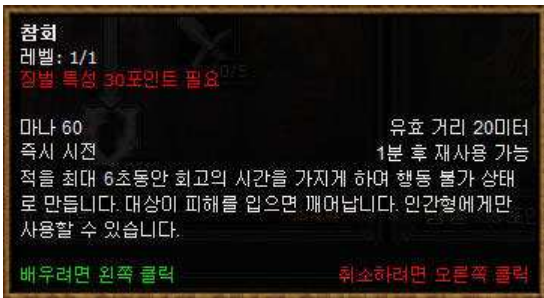 참회
레벨: 1/1
징벌 특성 30포인트 필요
0/5
마나 60 유효 거리 20미터
즉시 시전 1분 후 재사용 가능
적을 최대 6초동안 회고의 시간을 가지게 하여 행동 불가 상태
로 만듭니다. 대상이 피해를 입으면 깨어납니다. 인간형에게만
사용할 수 있습니다.
배우려면 왼쪽 클릭 취소하려면 오른쪽 클릭